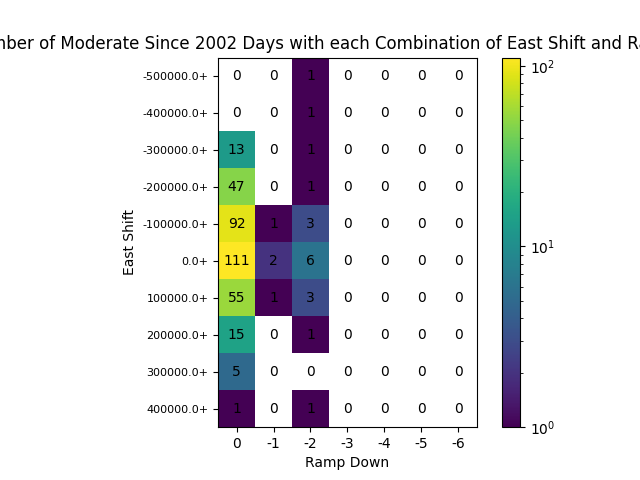 of Moderate Since 2002 Days with each Combination of East Shift and
-500000.0+ 0 0 1 0 0 0 0
-400000.0+ 0 0 1 0 0 0 0
-300000.0+ 13 0 1 0 0 0 0
-200000.0+ 47 0 1 0 0 0 0
-100000.0+ 92 1 3 0 0 0 0
0.0+ 111 2 6 0 0 0 0
100000.0+ 55 1 3 0 0 0 0
200000.0+ 15 0 1 0 0 0 0
300000.0+ 5 0 0 0 0 0 0
400000.0+ 1 0 1 0 0 0 0
0 -1 -2 -3 -4 -5 -6
Ramp Down
East Shift
10²
10¹
10⁰